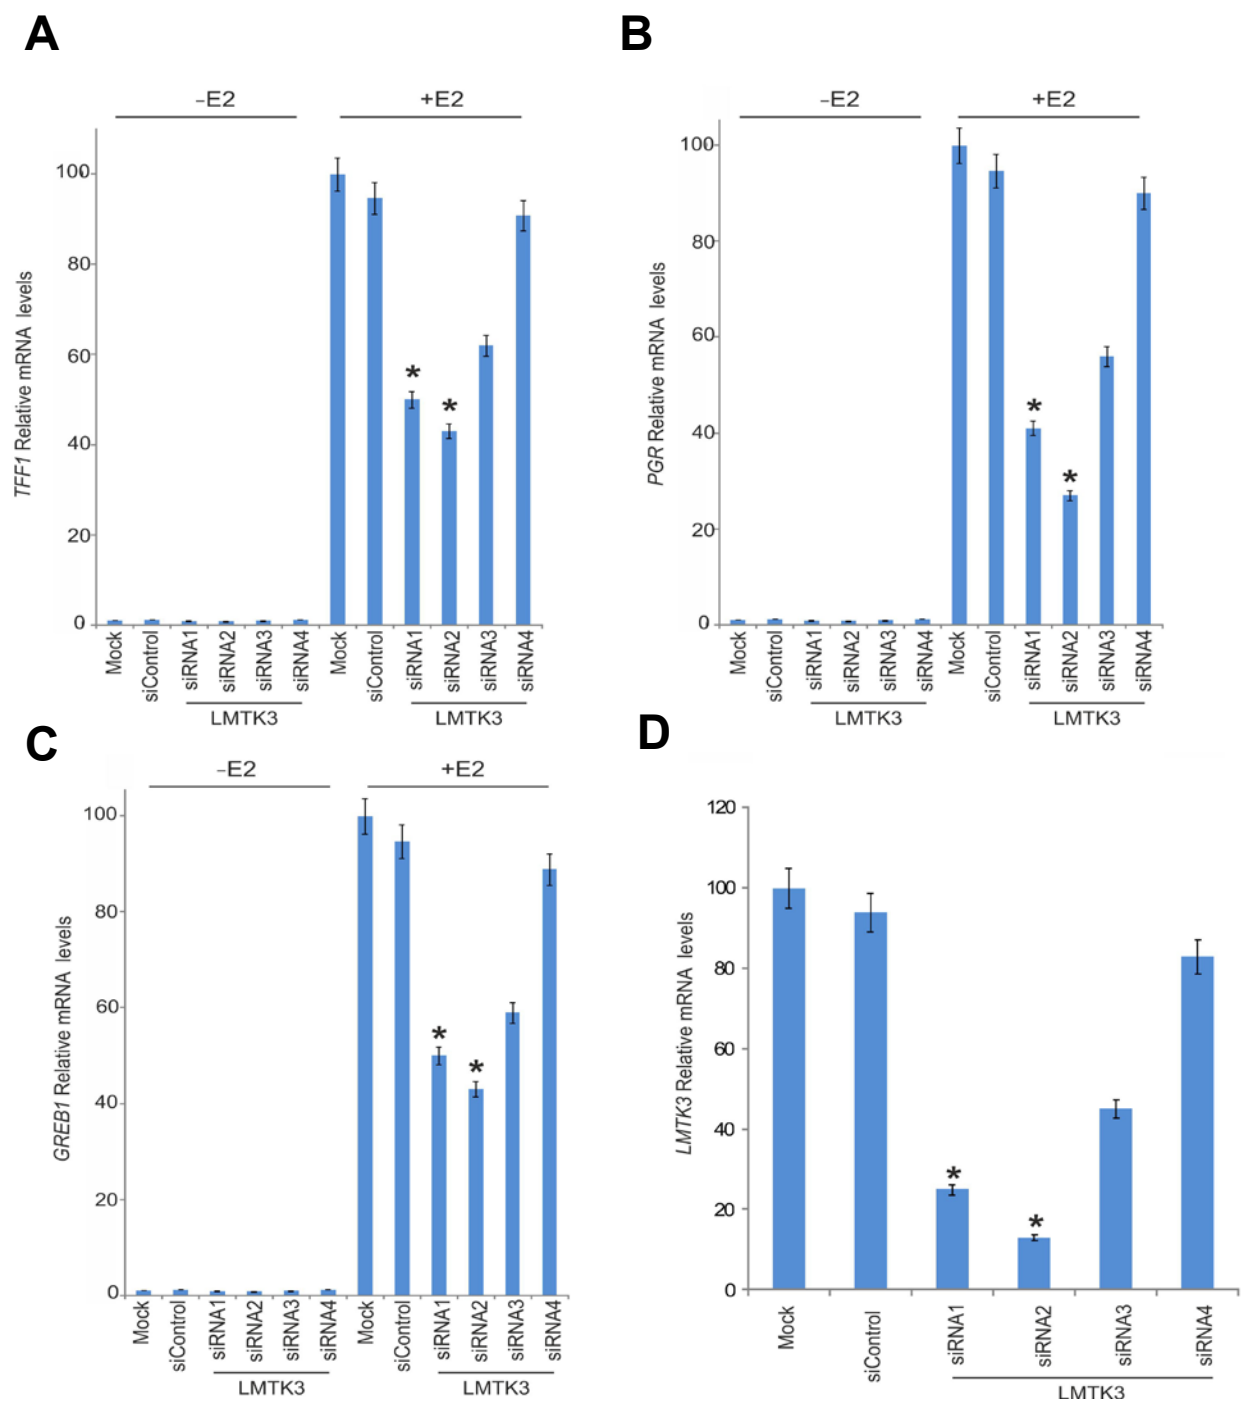 A
−E2
+E2
TFF1 Relative mRNA levels
100
80
60
40
20
0
*
*
Mock
siControl
siRNA1
siRNA2
siRNA3
siRNA4
Mock
siControl
siRNA1
siRNA2
siRNA3
siRNA4
LMTK3
LMTK3
B
−E2
+E2
PGR Relative mRNA levels
100
80
60
40
20
0
*
*
Mock
siControl
siRNA1
siRNA2
siRNA3
siRNA4
Mock
siControl
siRNA1
siRNA2
siRNA3
siRNA4
LMTK3
LMTK3
C
−E2
+E2
GREB1 Relative mRNA levels
100
80
60
40
20
0
*
*
Mock
siControl
siRNA1
siRNA2
siRNA3
siRNA4
Mock
siControl
siRNA1
siRNA2
siRNA3
siRNA4
LMTK3
LMTK3
D
LMTK3 Relative mRNA levels
120
100
80
60
40
20
0
*
*
Mock
siControl
siRNA1
siRNA2
siRNA3
siRNA4
LMTK3